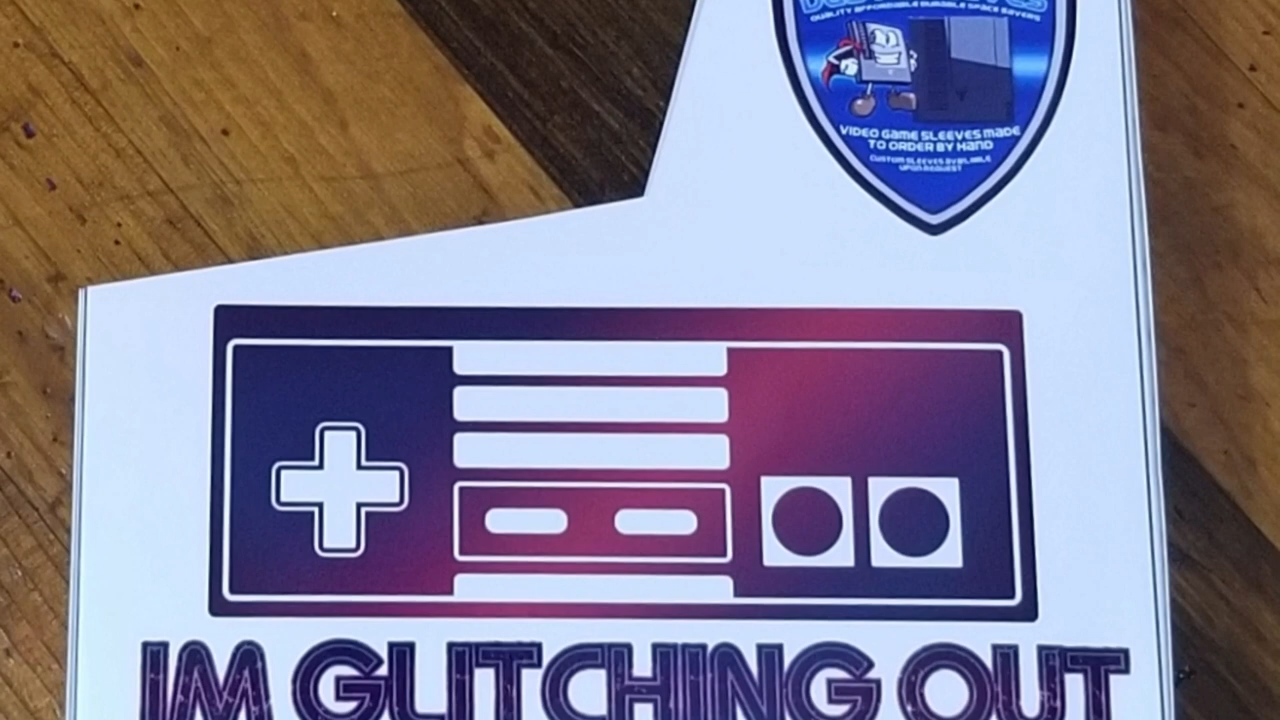 QUALITY AFFORDABLE DURABLE SPACE SAVERS
VIDEO GAME SLEEVES MADE
TO ORDER BY HAND
CUSTOM SLEEVES AVAILABLE
UPON REQUEST
IM GLITCHING OUT